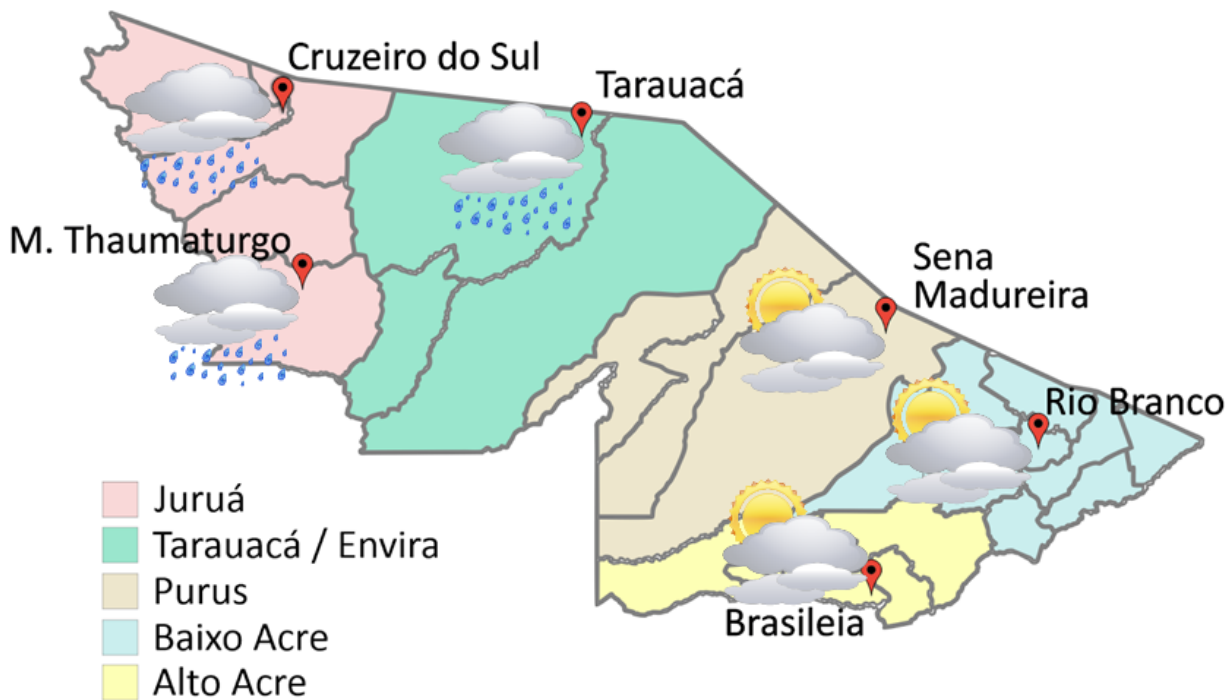 Cruzeiro do Sul
Tarauacá
M. Thaumaturgo
Sena
Madureira
Rio Branco
Brasileia
Juruá
Tarauacá / Envira
Purus
Baixo Acre
Alto Acre